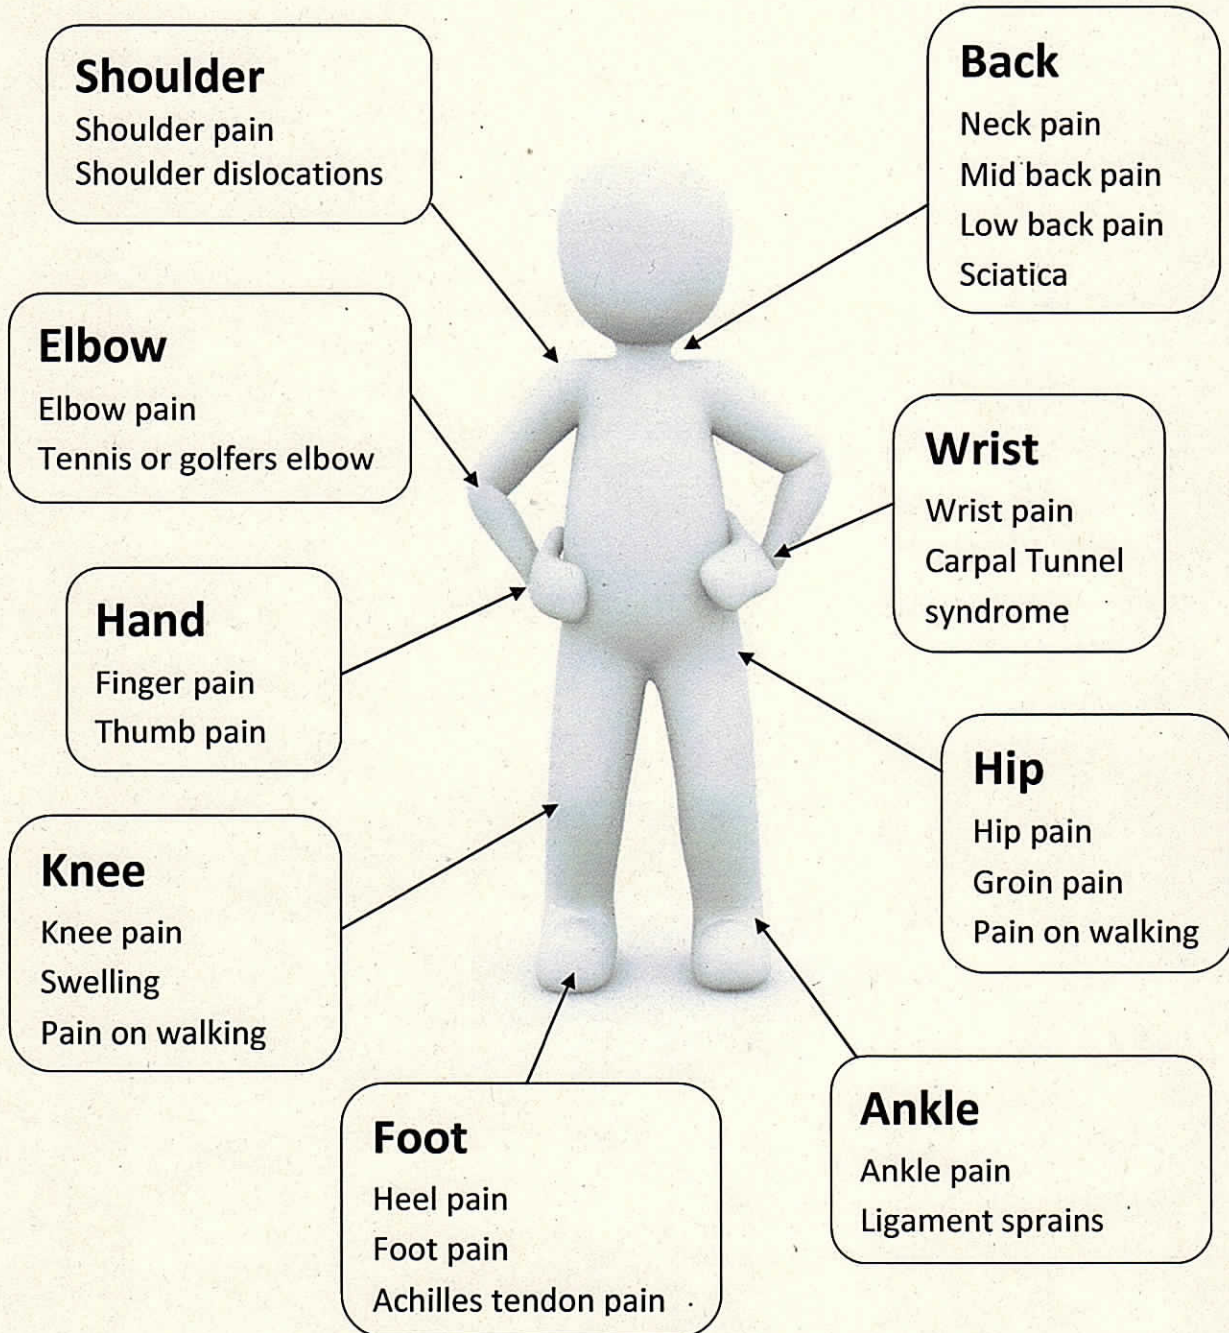 Shoulder
Shoulder pain
Shoulder dislocations
Back
Neck pain
Mid back pain
Low back pain
Sciatica
Elbow
Elbow pain
Tennis or golfers elbow
Wrist
Wrist pain
Carpal Tunnel
syndrome
Hand
Finger pain
Thumb pain
Hip
Hip pain
Groin pain
Pain on walking
Knee
Knee pain
Swelling
Pain on walking
Foot
Heel pain
Foot pain
Achilles tendon pain
Ankle
Ankle pain
Ligament sprains